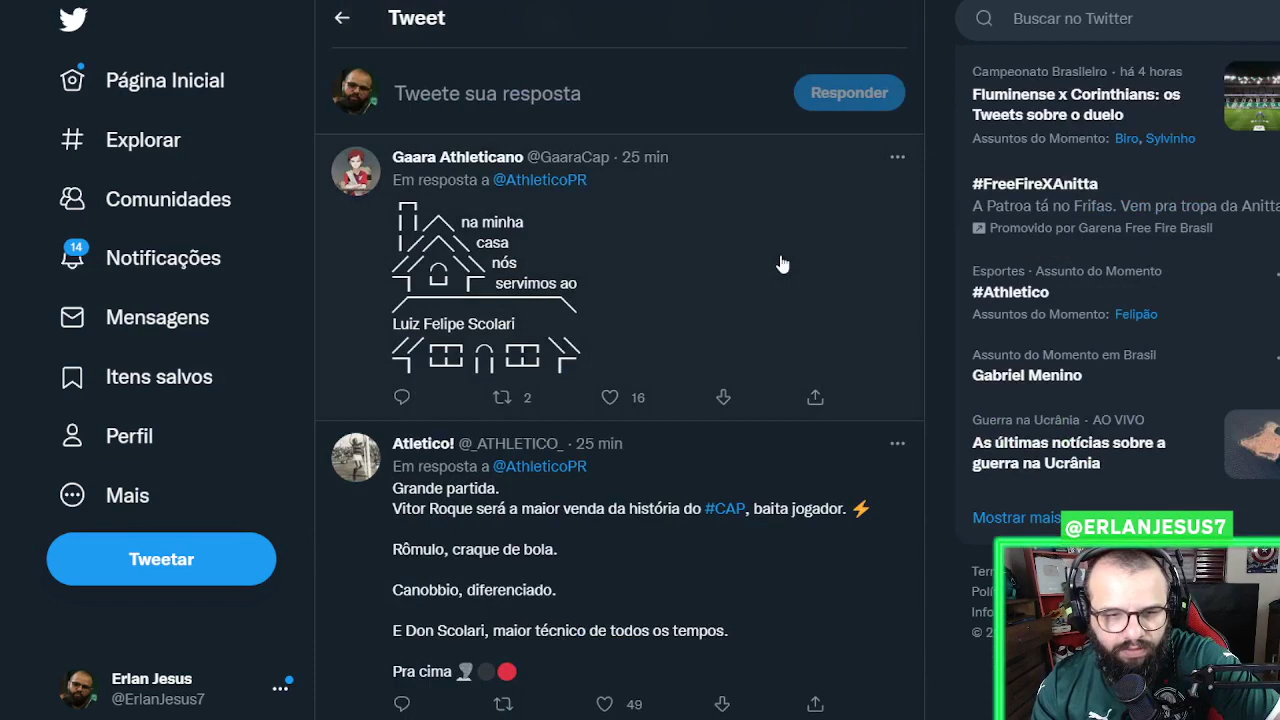 Tweet
Buscar no Twitter
Página Inicial
Explorar
Comunidades
14
Notificações
Mensagens
Itens salvos
Perfil
Mais
Tweetar
Erlan Jesus
@ErlanJesus7
Tweete sua resposta
Responder
Gaara Athleticano @GaaraCap · 25 min
Em resposta a @AthleticoPR
na minha
casa
nós
servimos ao
Luiz Felipe Scolari
2
16
Atletico! @_ATHLETICO_ · 25 min
Em resposta a @AthleticoPR
Grande partida.
Vitor Roque será a maior venda da história do #CAP, baita jogador.
Rômulo, craque de bola.
Canobbio, diferenciado.
E Don Scolari, maior técnico de todos os tempos.
Pra cima
49
Campeonato Brasileiro · há 4 horas
Fluminense x Corinthians: os
Tweets sobre o duelo
Assuntos do Momento: Biro, Sylvinho
#FreeFireXAnitta
A Patroa tá no Frifas. Vem pra tropa da Anitta
Promovido por Garena Free Fire Brasil
Esportes · Assunto do Momento
#Athletico
Assuntos do Momento: Felipão
Assunto do Momento em Brasil
Gabriel Menino
Guerra na Ucrânia · AO VIVO
As últimas notícias sobre a
guerra na Ucrânia
Mostrar mais
@ERLANJESUS7